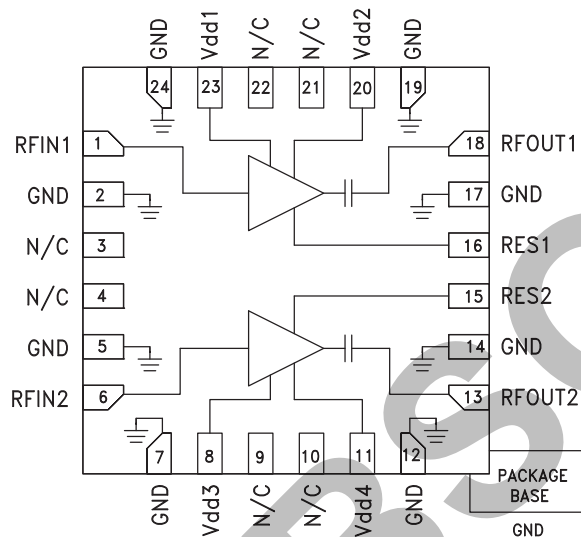 GND Vdd1 N/C N/C Vdd2 GND
24 23 22 21 20 19
RFIN1 1 18 RFOUT1
GND 2 17 GND
N/C 3 16 RES1
N/C 4 15 RES2
GND 5 14 GND
RFIN2 6 13 RFOUT2
7 8 9 10 11 12
GND Vdd3 N/C N/C Vdd4 GND
PACKAGE
BASE
GND